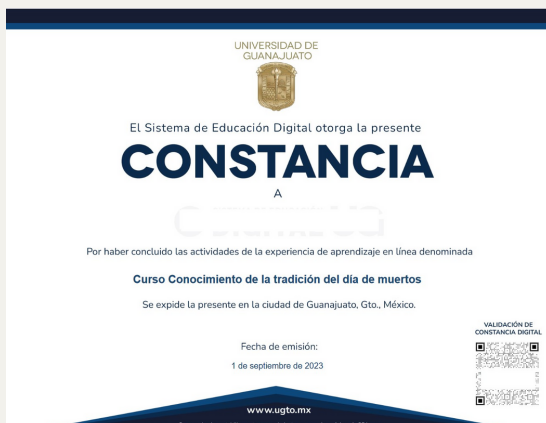 UNIVERSIDAD DE
GUANAJUATO
El Sistema de Educación Digital otorga la presente
CONSTANCIA
A
Por haber concluido las actividades de la experiencia de aprendizaje en línea denominada
Curso Conocimiento de la tradición del día de muertos
Se expide la presente en la ciudad de Guanajuato, Gto., México.
VALIDACIÓN DE
CONSTANCIA DIGITAL
Fecha de emisión:
1 de septiembre de 2023
www.ugto.mx